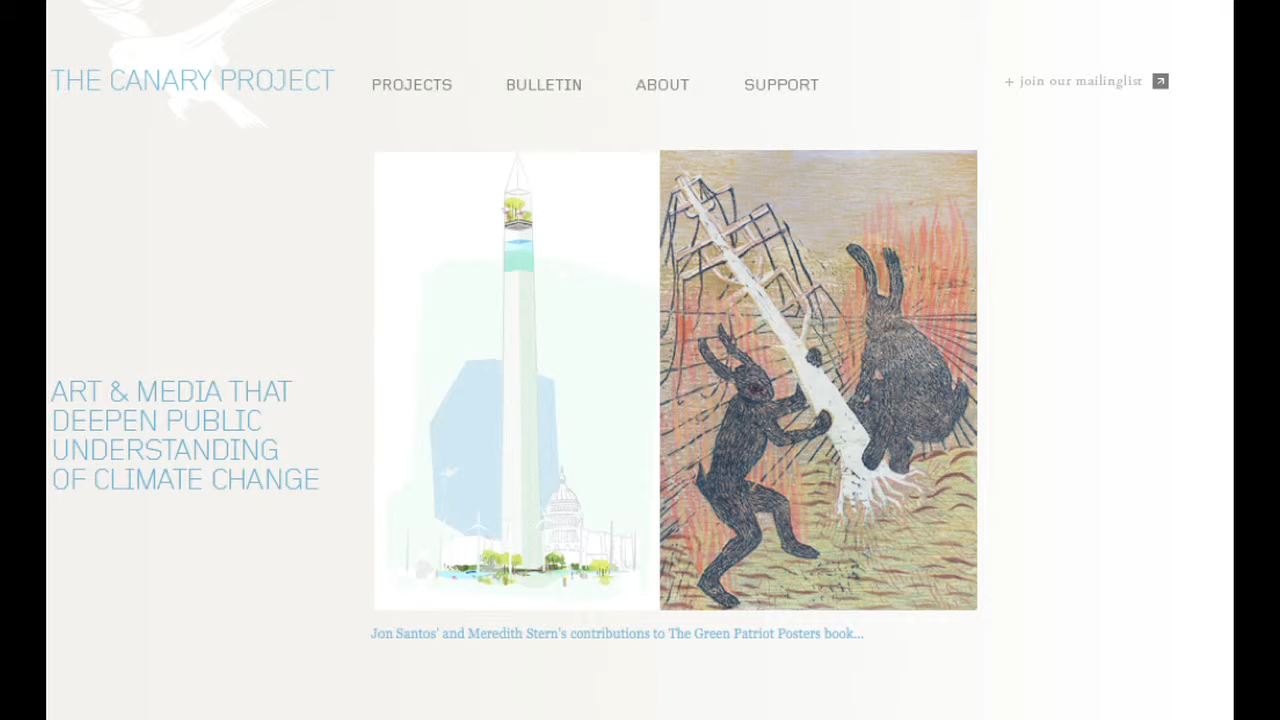 THE CANARY PROJECT
PROJECTS BULLETIN ABOUT SUPPORT
+ join our mailinglist
ART & MEDIA THAT
DEEPEN PUBLIC
UNDERSTANDING
OF CLIMATE CHANGE
Jon Santos' and Meredith Stern's contributions to The Green Patriot Posters book...